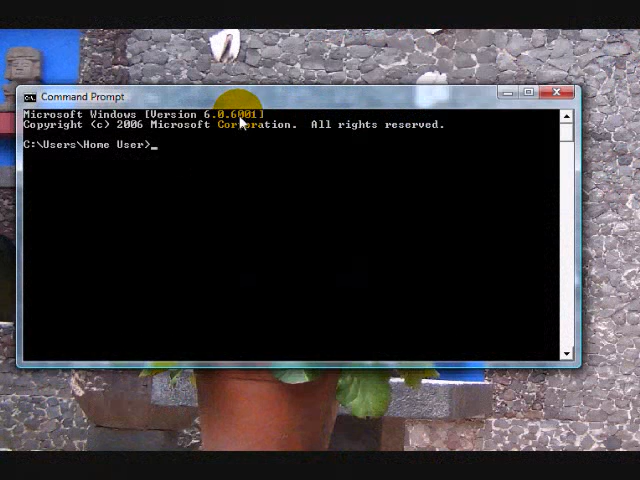 Command Prompt
Microsoft Windows [Version 6.0.6001]
Copyright (c) 2006 Microsoft Corporation.  All rights reserved.
C:\Users\Home User>_